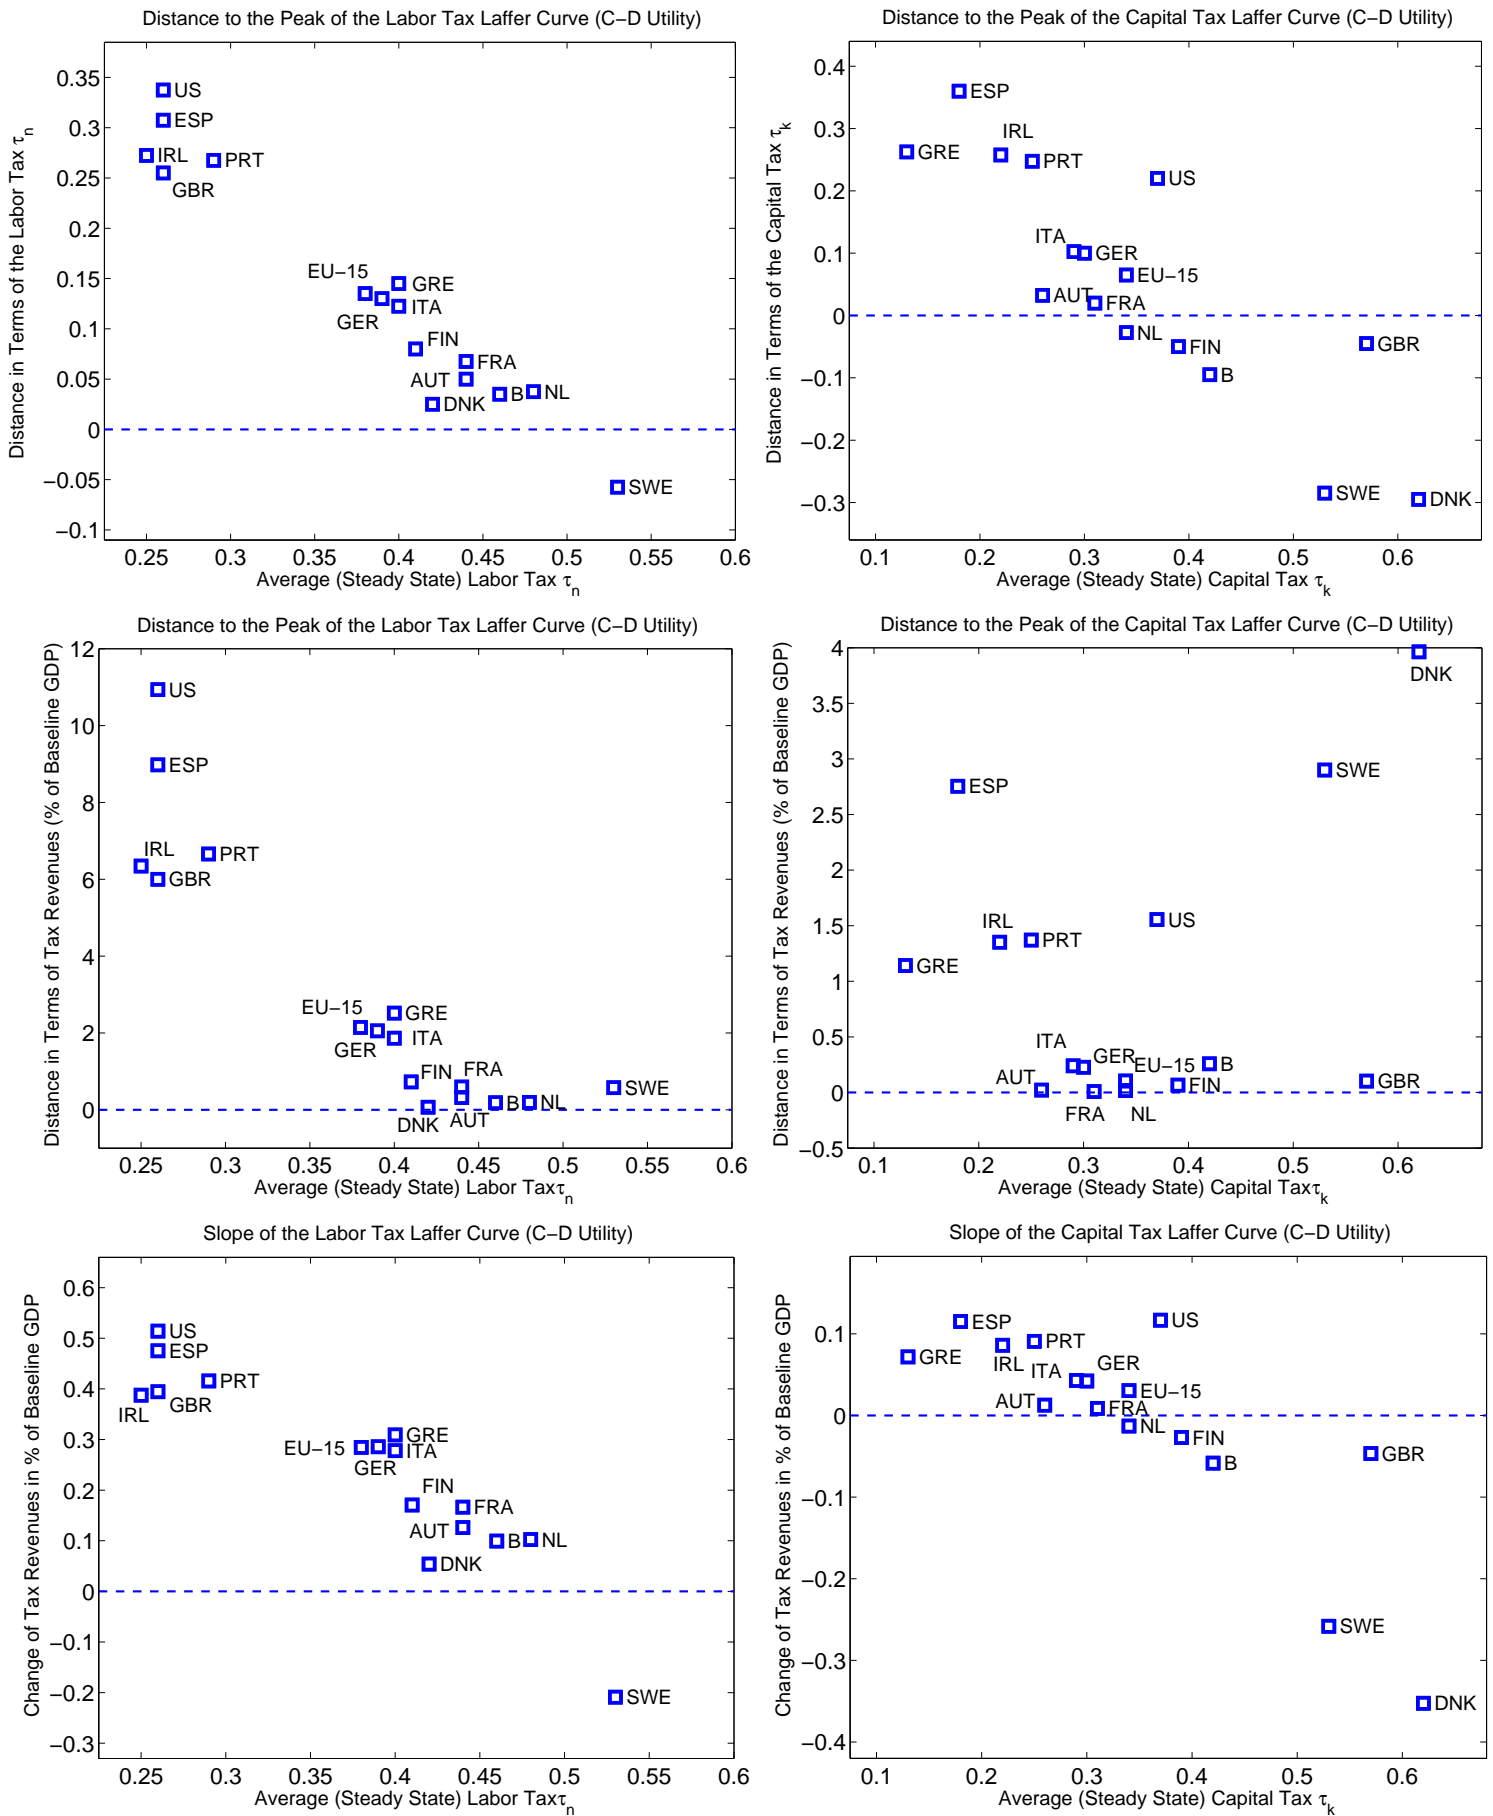 Distance to the Peak of the Labor Tax Laffer Curve (C−D Utility)
Distance in Terms of the Labor Tax τn
0.35
0.3
0.25
0.2
0.15
0.1
0.05
0
−0.05
−0.1
US
ESP
IRL
PRT
GBR
EU−15
GRE
GER
ITA
FIN
FRA
AUT
DNK
B
NL
SWE
0.25 0.3 0.35 0.4 0.45 0.5 0.55 0.6
Average (Steady State) Labor Tax τn
Distance to the Peak of the Capital Tax Laffer Curve (C−D Utility)
Distance in Terms of the Capital Tax τk
0.4
0.3
0.2
0.1
0
−0.1
−0.2
−0.3
ESP
IRL
GRE
PRT
US
ITA
GER
EU−15
AUT
FRA
NL
FIN
GBR
B
SWE
DNK
0.1 0.2 0.3 0.4 0.5 0.6
Average (Steady State) Capital Tax τk
Distance to the Peak of the Labor Tax Laffer Curve (C−D Utility)
Distance in Terms of Tax Revenues (% of Baseline GDP)
12
10
8
6
4
2
0
US
ESP
IRL
PRT
GBR
EU−15
GRE
GER
ITA
FIN
FRA
DNK
AUT
B
NL
SWE
0.25 0.3 0.35 0.4 0.45 0.5 0.55 0.6
Average (Steady State) Labor Taxτn
Distance to the Peak of the Capital Tax Laffer Curve (C−D Utility)
Distance in Terms of Tax Revenues (% of Baseline GDP)
4
3.5
3
2.5
2
1.5
1
0.5
0
−0.5
DNK
SWE
ESP
IRL
PRT
US
GRE
ITA
GER
EU−15
B
AUT
FIN
GBR
FRA
NL
0.1 0.2 0.3 0.4 0.5 0.6
Average (Steady State) Capital Taxτk
Slope of the Labor Tax Laffer Curve (C−D Utility)
Change of Tax Revenues in % of Baseline GDP
0.6
0.5
0.4
0.3
0.2
0.1
0
−0.1
−0.2
−0.3
US
ESP
PRT
IRL
GBR
EU−15
GRE
GER
ITA
FIN
FRA
AUT
B
NL
DNK
SWE
0.25 0.3 0.35 0.4 0.45 0.5 0.55 0.6
Average (Steady State) Labor Taxτn
Slope of the Capital Tax Laffer Curve (C−D Utility)
Change of Tax Revenues in % of Baseline GDP
0.1
0
−0.1
−0.2
−0.3
−0.4
ESP
US
GRE
IRL
PRT
ITA
GER
EU−15
AUT
FRA
NL
FIN
B
GBR
SWE
DNK
0.1 0.2 0.3 0.4 0.5 0.6
Average (Steady State) Capital Tax τk